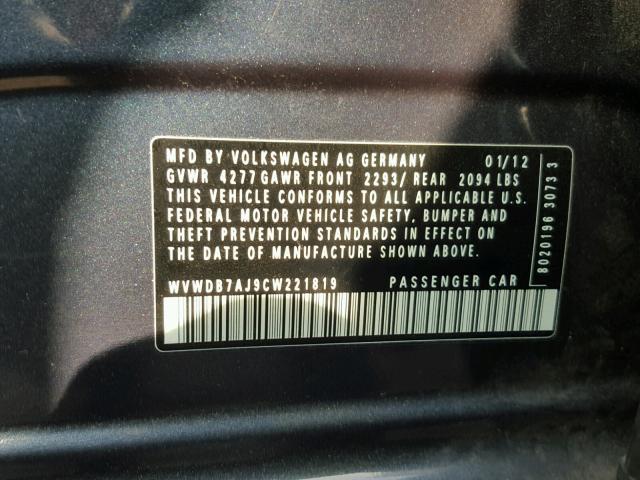 MFD BY VOLKSWAGEN AG GERMANY 01/12
GVWR 4277 GAWR FRONT 2293/ REAR 2094 LBS
THIS VEHICLE CONFORMS TO ALL APPLICABLE U.S.
FEDERAL MOTOR VEHICLE SAFETY, BUMPER AND
THEFT PREVENTION STANDARDS IN EFFECT ON
THE DATE OF MANUFACTURE SHOWN ABOVE.
WVWDB7AJ9CW221819 PASSENGER CAR
8020196 3073 3